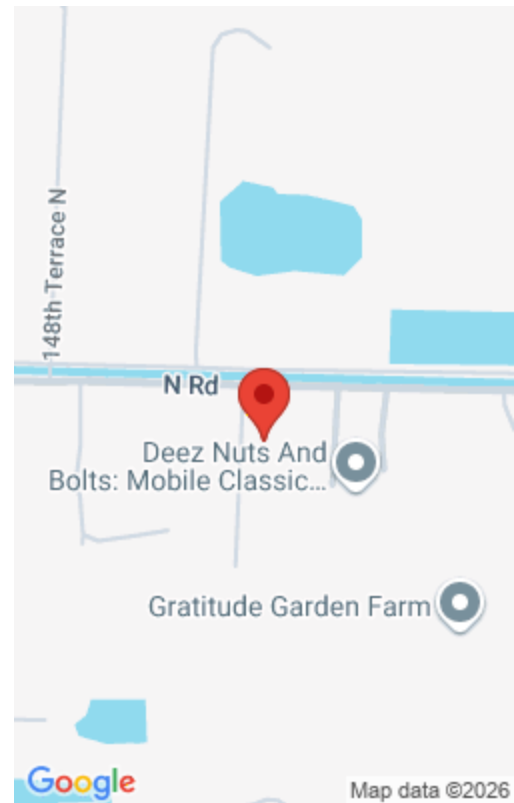 148th Terrace N
N Rd
Deez Nuts And
Bolts: Mobile Classic...
Gratitude Garden Farm
Google
Map data ©2026